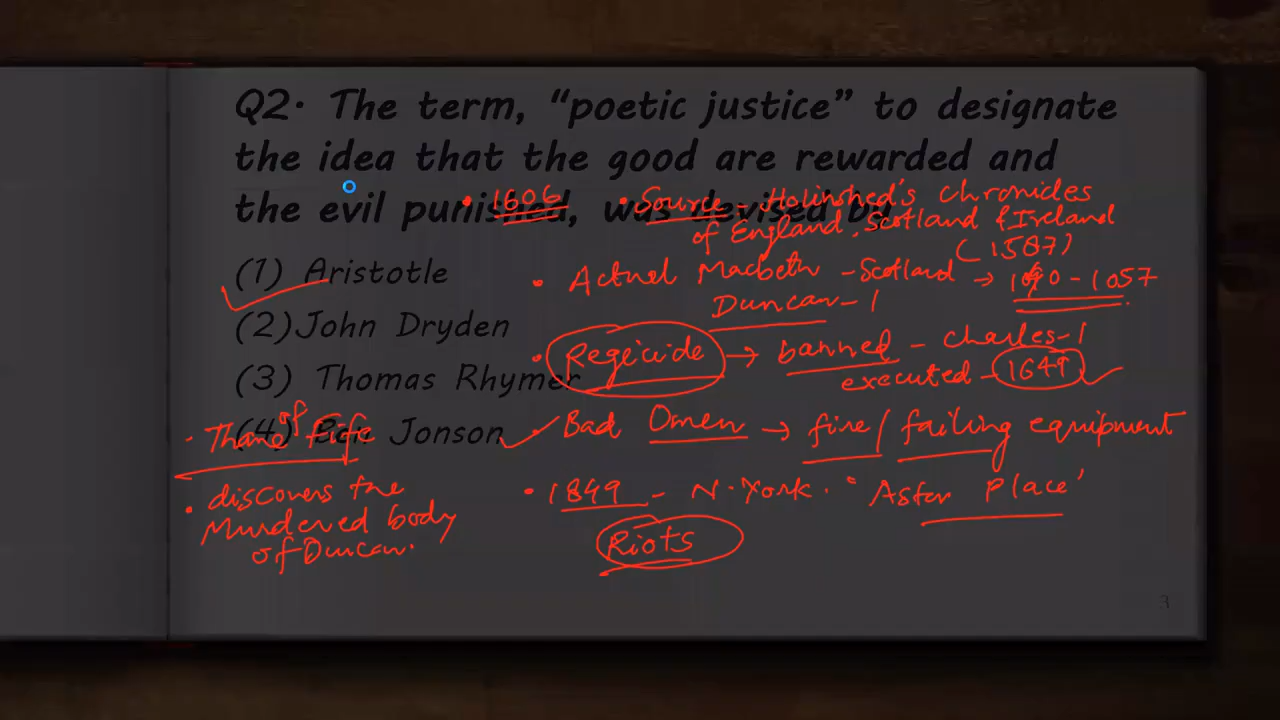 Q2. The term, “poetic justice” to designate
the idea that the good are rewarded and
the evil punished, was devised by
(1) Aristotle
(2)John Dryden
(3) Thomas Rhymer
(4) Ben Jonson
• 1606
• Source - Holinshed's Chronicles
of England, Scotland & Ireland
(1587)
• Actual Macbeth - Scotland → - 1057
Duncan-1
• Regicide → banned - Charles-1
executed - 1649
Bad Omen → fire/failing equipment
• 1849 - N.York. 'Aster Place'
Riots
• Thane of Fife
• discovers the
Murdered body
of Duncan.
3